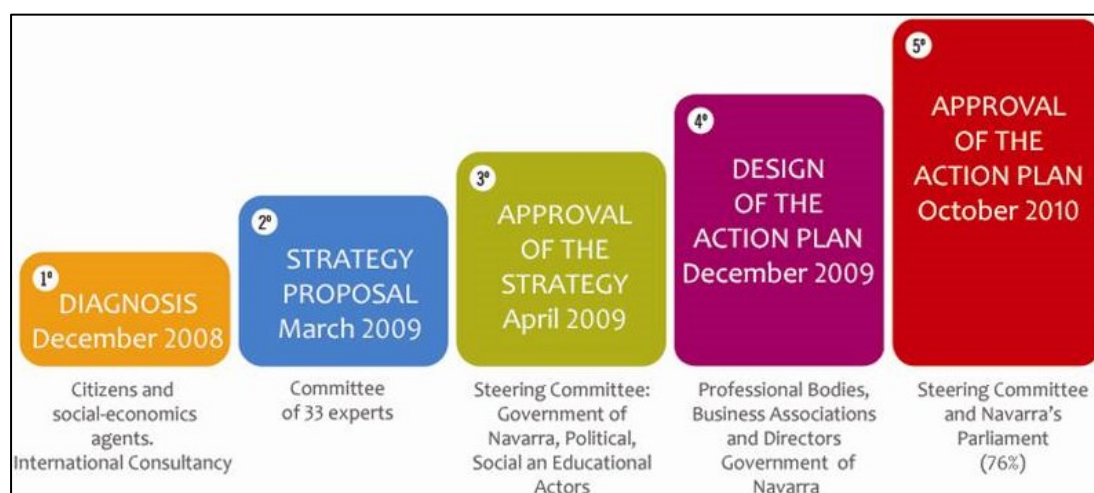 1º
DIAGNOSIS
December 2008
Citizens and
social-economics
agents.
International Consultancy
2º
STRATEGY
PROPOSAL
March 2009
Committee
of 33 experts
3º
APPROVAL
OF THE
STRATEGY
April 2009
Steering Committee:
Government of
Navarra, Political,
Social an Educational
Actors
4º
DESIGN
OF THE
ACTION PLAN
December 2009
Professional Bodies,
Business Associations
and Directors
Government of
Navarra
5º
APPROVAL
OF THE
ACTION PLAN
October 2010
Steering Committee
and Navarra's
Parliament
(76%)